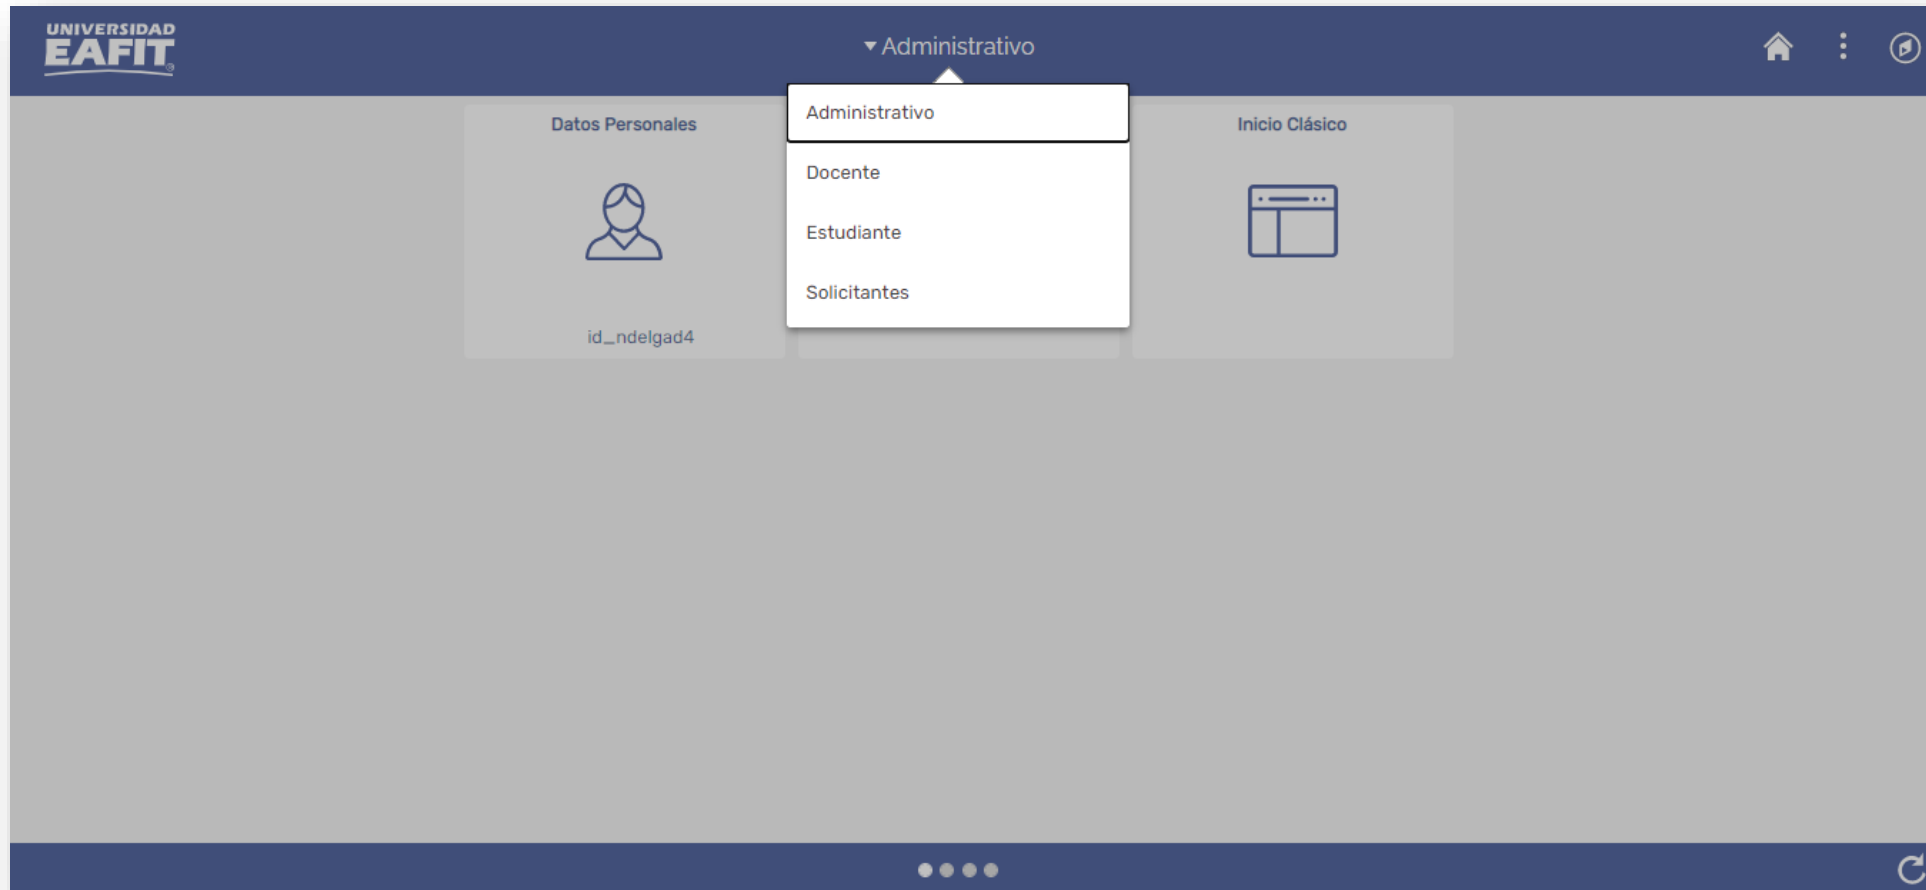 UNIVERSIDAD
EAFIT
Administrativo
Administrativo
Docente
Estudiante
Solicitantes
Datos Personales
id_ndelgad4
Inicio Clásico